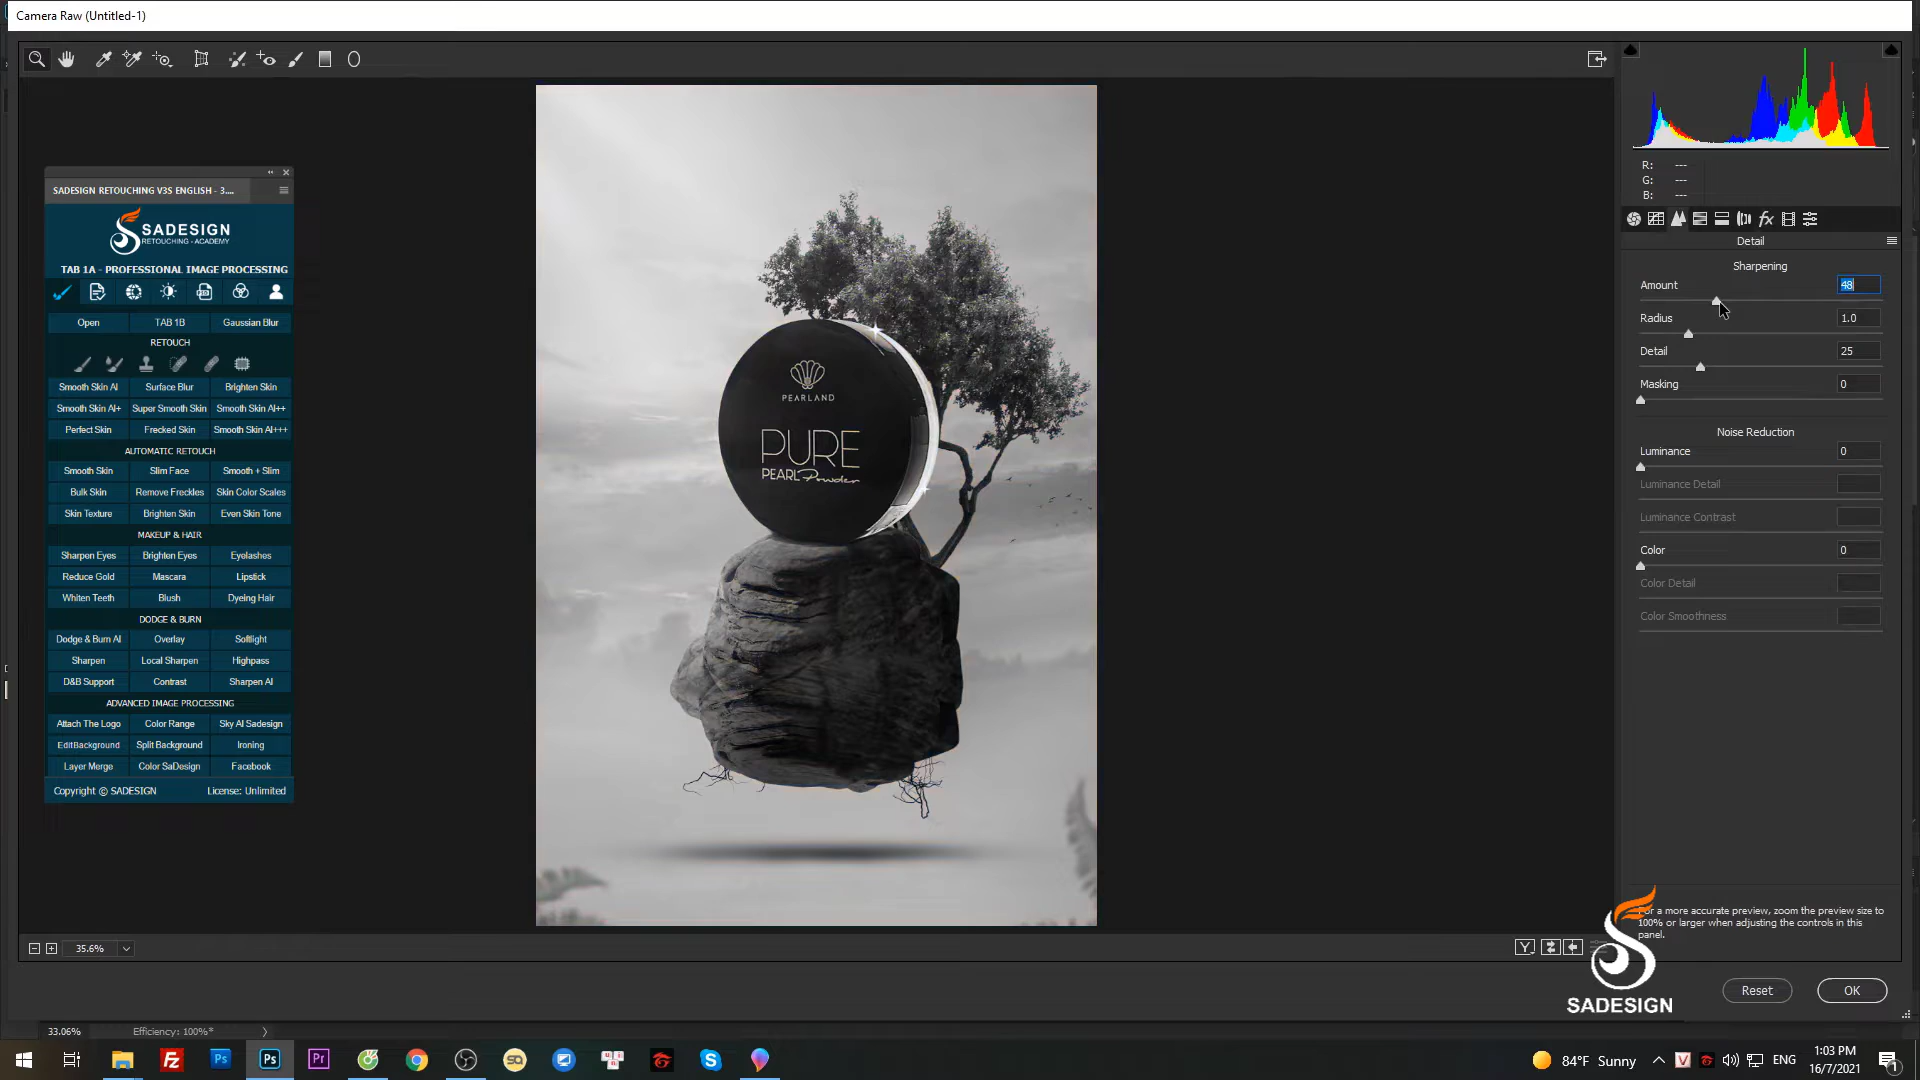 Camera Raw (Untitled-1)
SADESIGN RETOUCHING V3S ENGLISH - 3....
SADESIGN
RETOUCHING - ACADEMY
TAB 1A - PROFESSIONAL IMAGE PROCESSING
Open TAB 1B Gaussian Blur
RETOUCH
Smooth Skin AI Surface Blur Brighten Skin
Smooth Skin AI+ Super Smooth Skin Smooth Skin AI++
Perfect Skin Frecked Skin Smooth Skin AI+++
AUTOMATIC RETOUCH
Smooth Skin Slim Face Smooth + Slim
Bulk Skin Remove Freckles Skin Color Scales
Skin Texture Brighten Skin Even Skin Tone
MAKEUP & HAIR
Sharpen Eyes Brighten Eyes Eyelashes
Reduce Gold Mascara Lipstick
Whiten Teeth Blush Dyeing Hair
DODGE & BURN
Dodge & Burn AI Overlay Softlight
Sharpen Local Sharpen Highpass
D&B Support Contrast Sharpen AI
ADVANCED IMAGE PROCESSING
Attach The Logo Color Range Sky AI Sadesign
EditBackground Split Background Ironing
Layer Merge Color SaDesign Facebook
Copyright © SADESIGN License: Unlimited
PEARLAND
PURE
PEARL Powder
R: ---
G: ---
B: ---
fx
Detail
Sharpening
Amount 48
Radius 1.0
Detail 25
Masking 0
Noise Reduction
Luminance 0
Luminance Detail
Luminance Contrast
Color 0
Color Detail
Color Smoothness
For a more accurate preview, zoom the preview size to
100% or larger when adjusting the controls in this
panel.
SADESIGN
35.6%
Y
Reset OK
33.06% Efficiency: 100%*
Fz Ps Ps Pr
84°F Sunny ENG
1:03 PM
16/7/2021
1